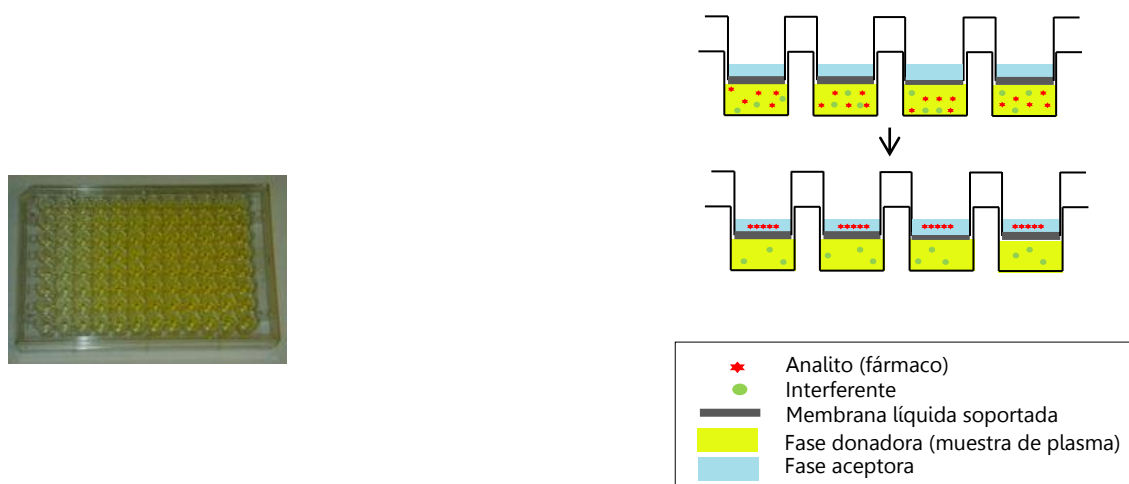 Analito (fármaco)
Interferente
Membrana líquida soportada
Fase donadora (muestra de plasma)
Fase aceptora